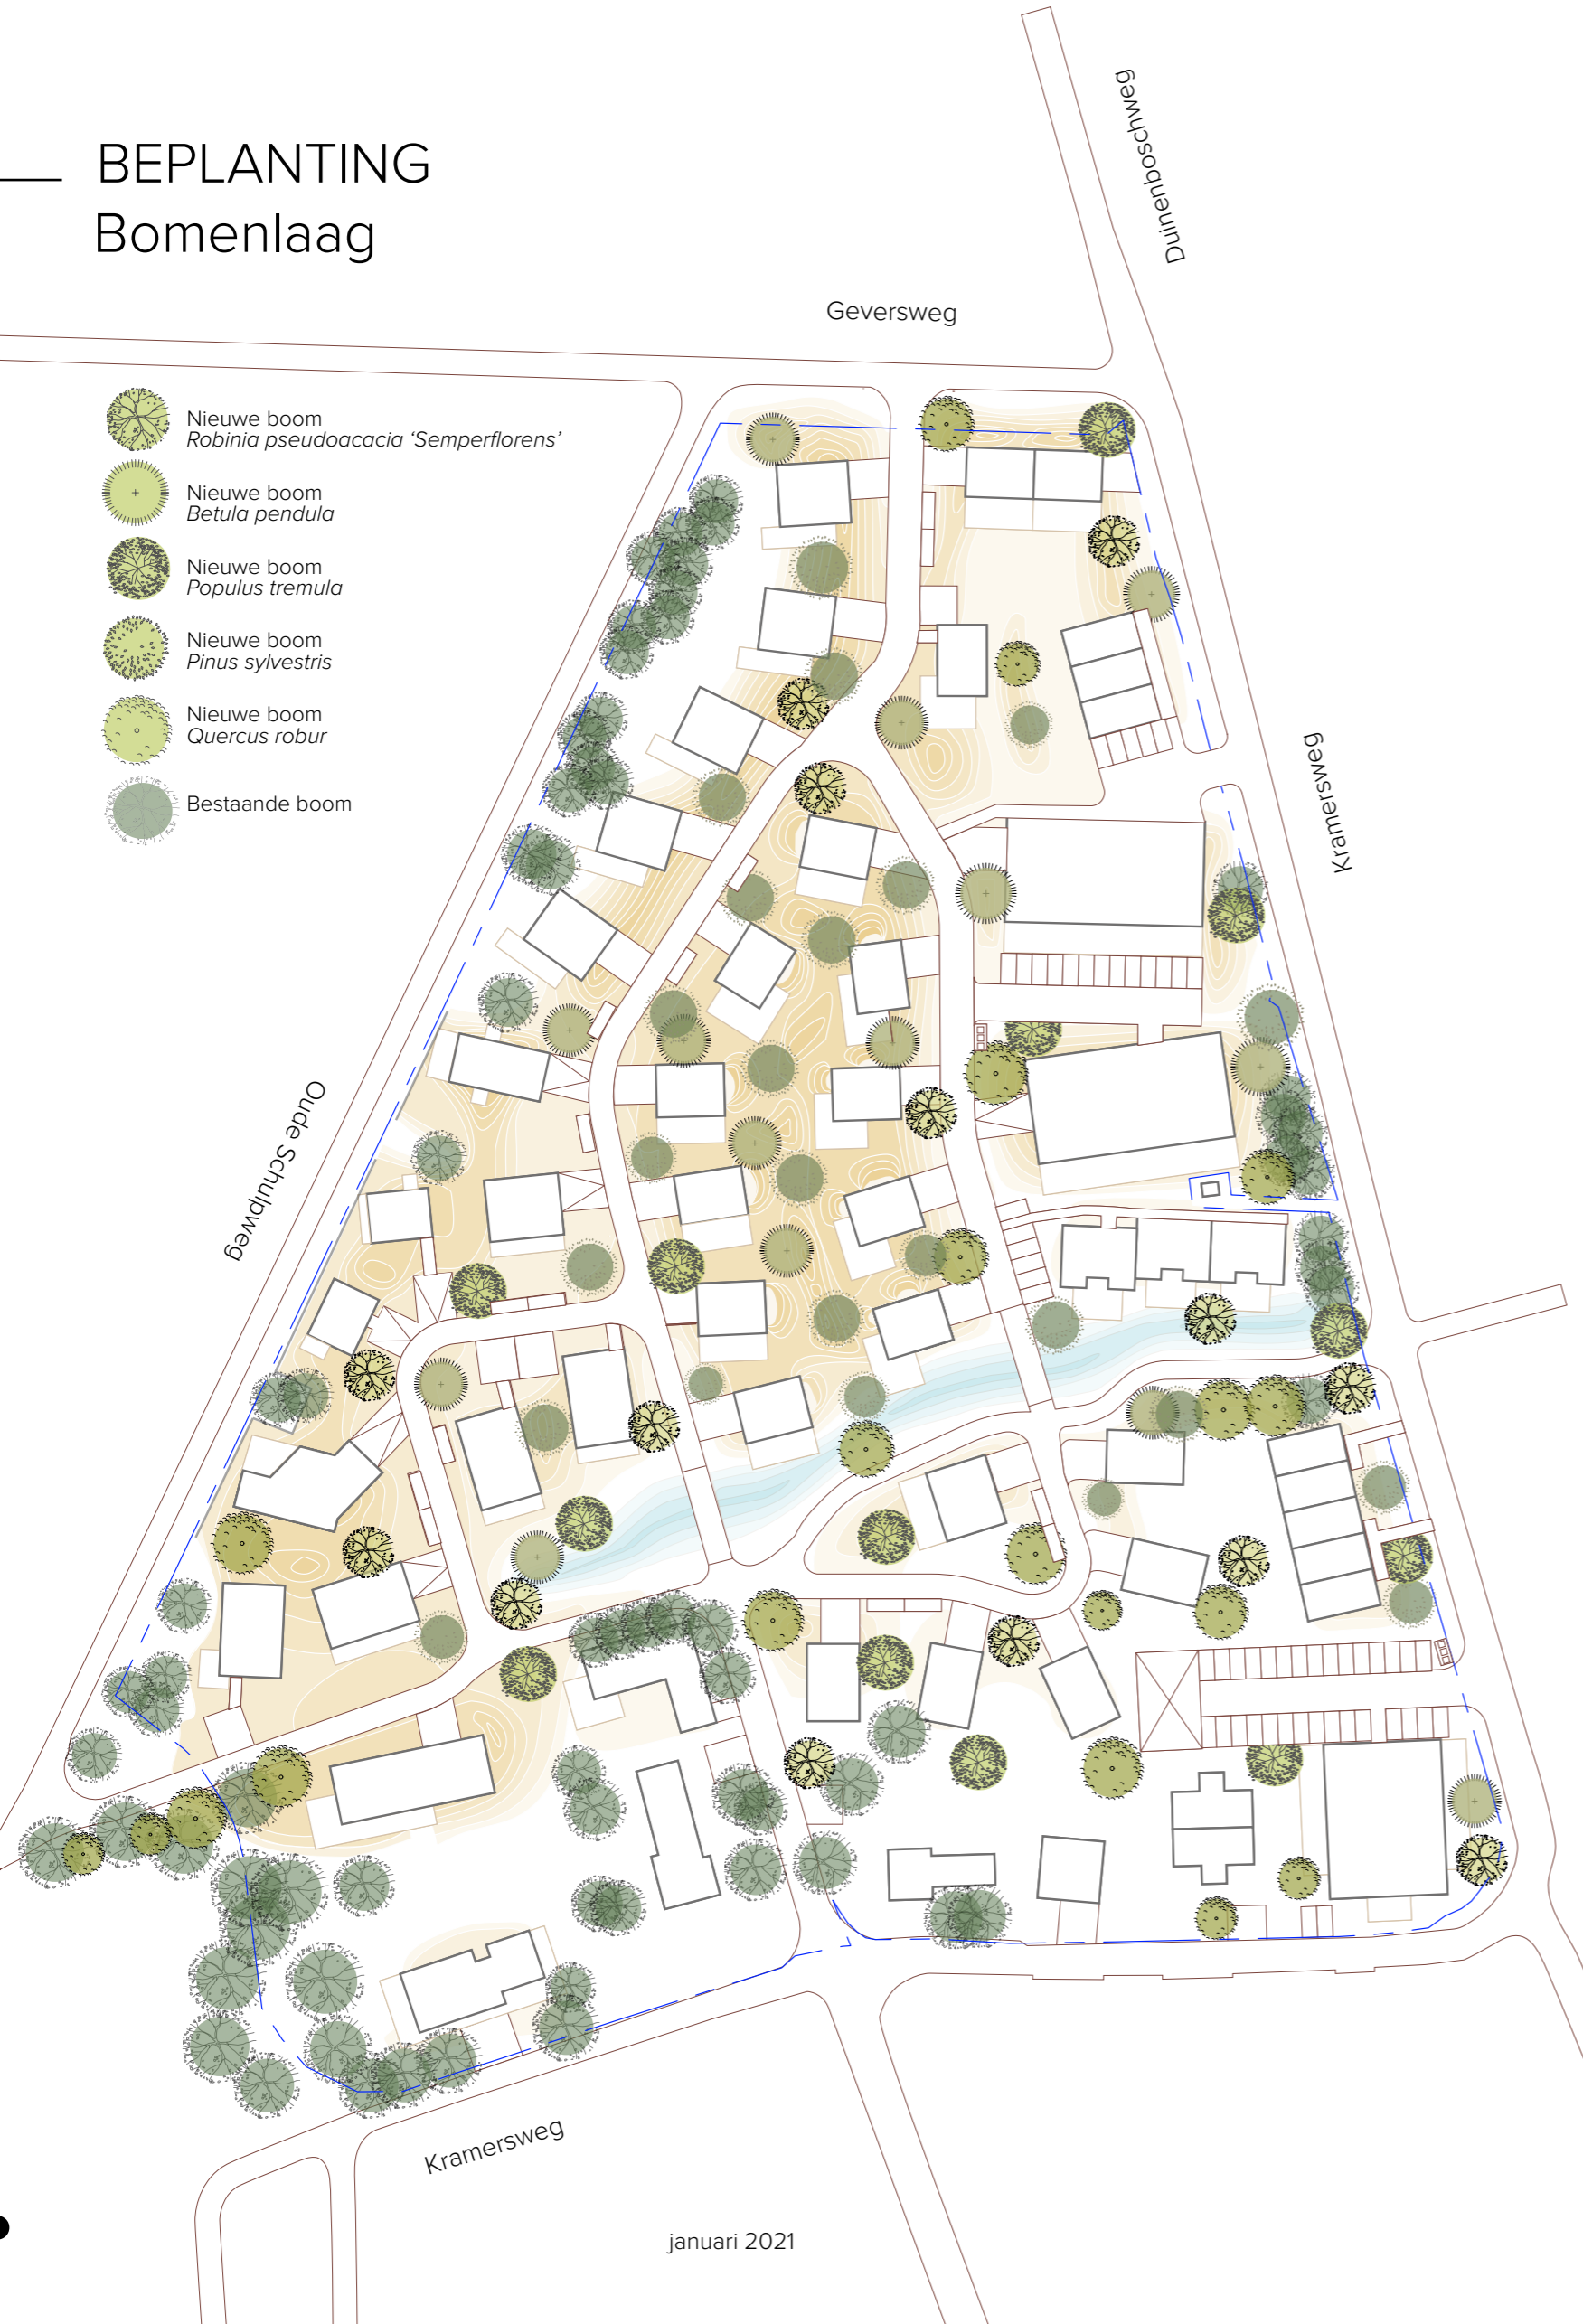 BEPLANTING
Bomenlaag
Duinenboschweg
Geversweg
Nieuwe boom
Robinia pseudoacacia ‘Semperflorens’
Nieuwe boom
Betula pendula
Nieuwe boom
Populus tremula
Nieuwe boom
Pinus sylvestris
Nieuwe boom
Quercus robur
Bestaande boom
Kramersweg
Oude Schulpweg
Kramersweg
januari 2021